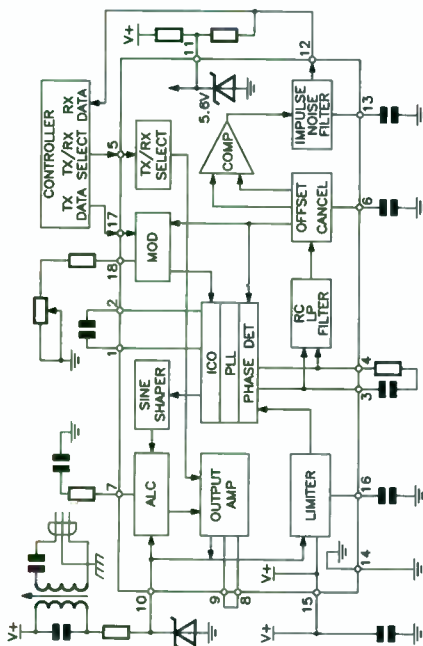 CONTROLLER
TX DATA
TX/RX SELECT
RX DATA
V+
11
12
17
5
5.6V
18
2
1
MOD
TX/RX SELECT
COMP
IMPULSE NOISE FILTER
13
7
SINE SHAPER
ICO
PLL
PHASE DET
OFFSET CANCEL
6
ALC
OUTPUT AMP
RC LP FILTER
4
3
V+
10
9
8
LIMITER
16
V+
14
15
V+